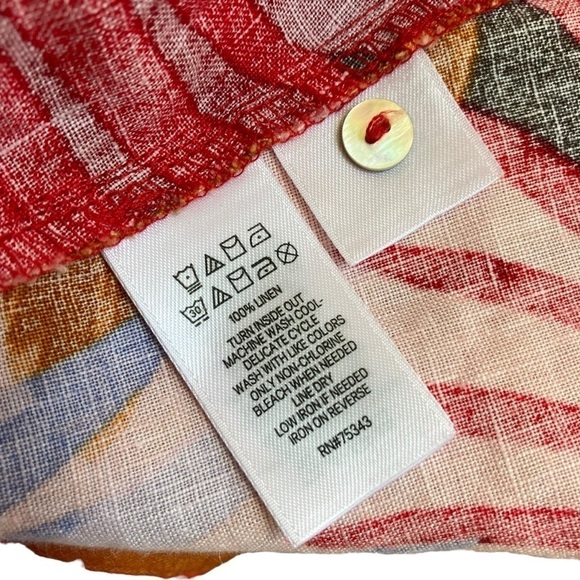 30
100% LINEN
TURN INSIDE OUT
MACHINE WASH COOL-
DELICATE CYCLE
WASH WITH LIKE COLORS
ONLY NON-CHLORINE
BLEACH WHEN NEEDED
LINE DRY
LOW IRON IF NEEDED
IRON ON REVERSE
RN#75343